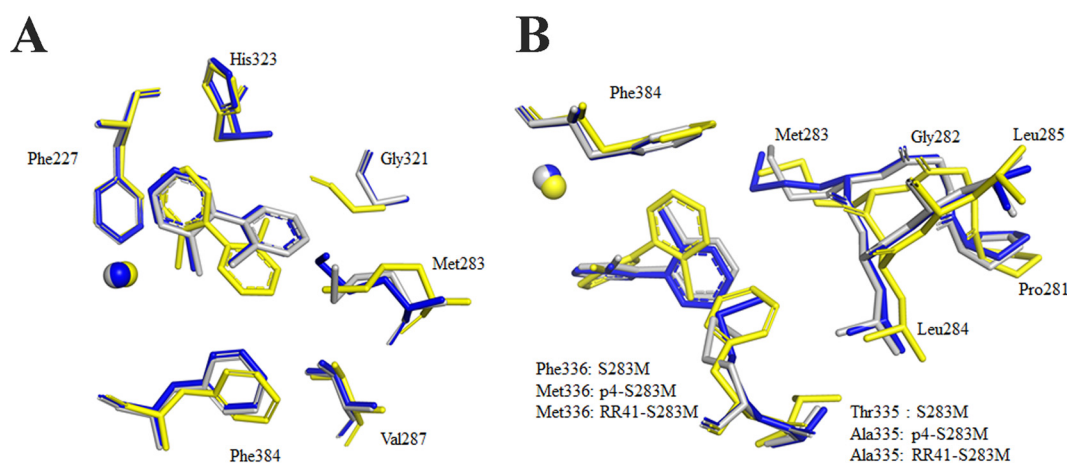 A
His323
Phe227
Gly321
Met283
Val287
Phe384
B
Phe384
Met283
Gly282
Leu285
Pro281
Leu284
Phe336: S283M
Met336: p4-S283M
Met336: RR41-S283M
Thr335 : S283M
Ala335: p4-S283M
Ala335: RR41-S283M